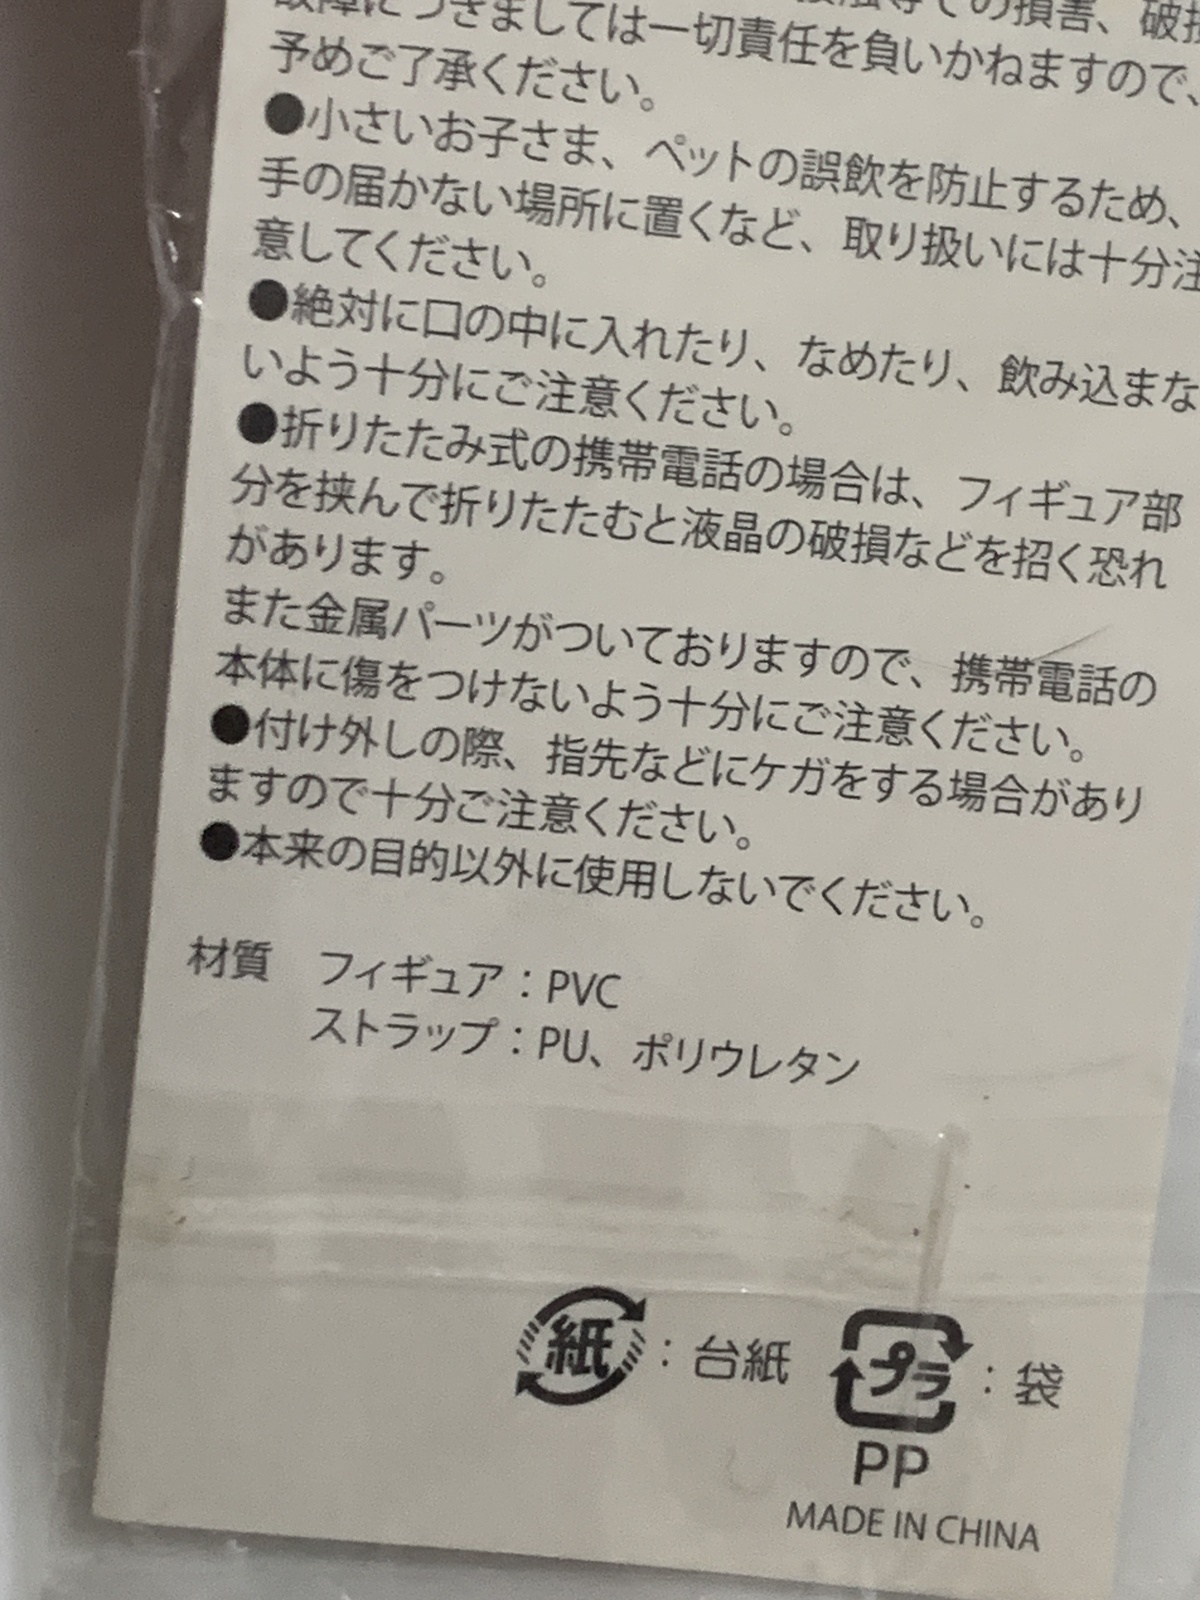 故障につきましては一切責任を負いかねますので、
予めご了承ください。
●小さいお子さま、ペットの誤飲を防止するため、
手の届かない場所に置くなど、取り扱いには十分注
意してください。
●絶対に口の中に入れたり、なめたり、飲み込まな
いよう十分にご注意ください。
●折りたたみ式の携帯電話の場合は、フィギュア部
分を挟んで折りたたむと液晶の破損などを招く恐れ
があります。
また金属パーツがついておりますので、携帯電話の
本体に傷をつけないよう十分にご注意ください。
●付け外しの際、指先などにケガをする場合があり
ますので十分ご注意ください。
●本来の目的以外に使用しないでください。
材質 フィギュア：PVC
ストラップ：PU、ポリウレタン
紙：台紙 プラ：袋
PP
MADE IN CHINA